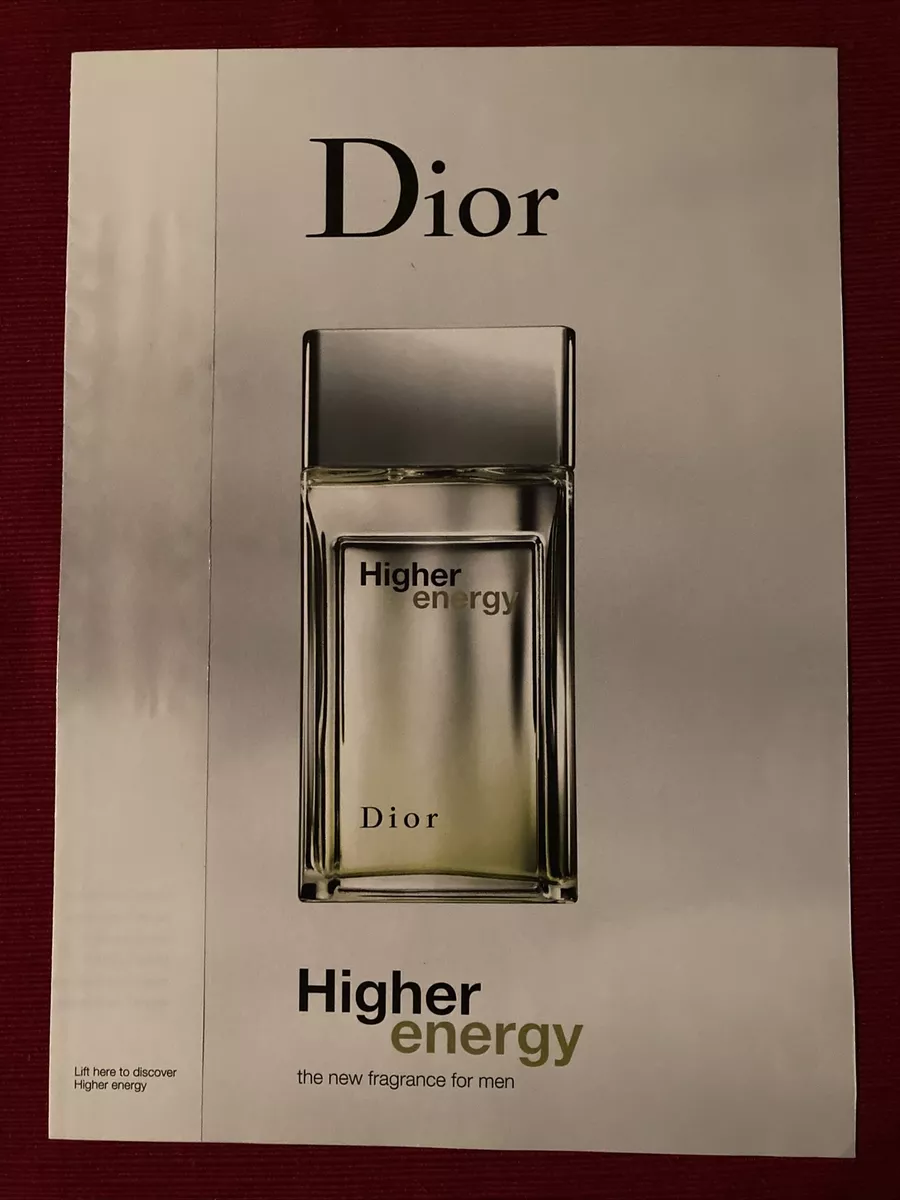 Dior
Higher
energy
Dior
Higher
energy
the new fragrance for men
Lift here to discover
Higher energy